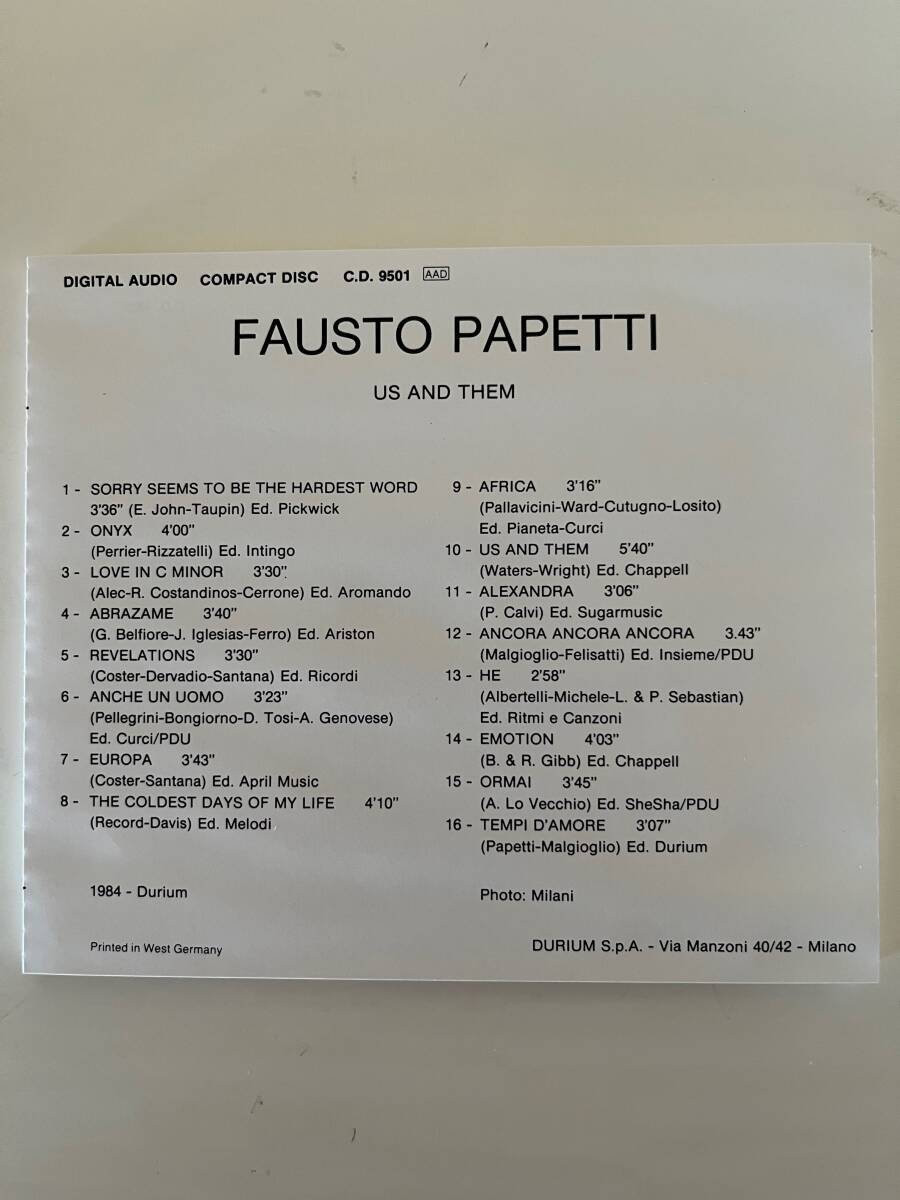 DIGITAL AUDIO COMPACT DISC C.D. 9501 AAD
FAUSTO PAPETTI
US AND THEM
1 - SORRY SEEMS TO BE THE HARDEST WORD
3'36" (E. John-Taupin) Ed. Pickwick
2 - ONYX 4'00"
(Perrier-Rizzatelli) Ed. Intingo
3 - LOVE IN C MINOR 3'30"
(Alec-R. Costandinos-Cerrone) Ed. Aromando
4 - ABRAZAME 3'40"
(G. Belfiore-J. Iglesias-Ferro) Ed. Ariston
5 - REVELATIONS 3'30"
(Coster-Dervadio-Santana) Ed. Ricordi
6 - ANCHE UN UOMO 3'23"
(Pellegrini-Bongiorno-D. Tosi-A. Genovese)
Ed. Curci/PDU
7 - EUROPA 3'43"
(Coster-Santana) Ed. April Music
8 - THE COLDEST DAYS OF MY LIFE 4'10"
(Record-Davis) Ed. Melodi
9 - AFRICA 3'16"
(Pallavicini-Ward-Cutugno-Losito)
Ed. Pianeta-Curci
10 - US AND THEM 5'40"
(Waters-Wright) Ed. Chappell
11 - ALEXANDRA 3'06"
(P. Calvi) Ed. Sugarmusic
12 - ANCORA ANCORA ANCORA 3.43"
(Malgioglio-Felisatti) Ed. Insieme/PDU
13 - HE 2'58"
(Albertelli-Michele-L. & P. Sebastian)
Ed. Ritmi e Canzoni
14 - EMOTION 4'03"
(B. & R. Gibb) Ed. Chappell
15 - ORMAI 3'45"
(A. Lo Vecchio) Ed. SheSha/PDU
16 - TEMPI D'AMORE 3'07"
(Papetti-Malgioglio) Ed. Durium
1984 - Durium
Photo: Milani
Printed in West Germany
DURIUM S.p.A. - Via Manzoni 40/42 - Milano